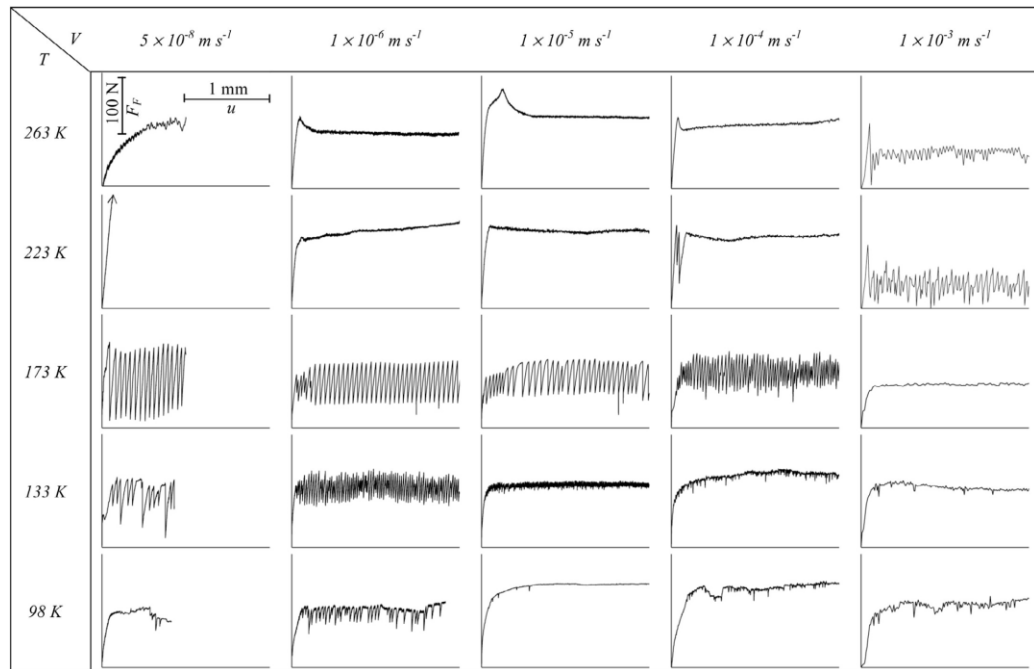 V
T
5 × 10⁻⁸ m s⁻¹
1 × 10⁻⁶ m s⁻¹
1 × 10⁻⁵ m s⁻¹
1 × 10⁻⁴ m s⁻¹
1 × 10⁻³ m s⁻¹
263 K
100 N
F_F
1 mm
u
223 K
173 K
133 K
98 K